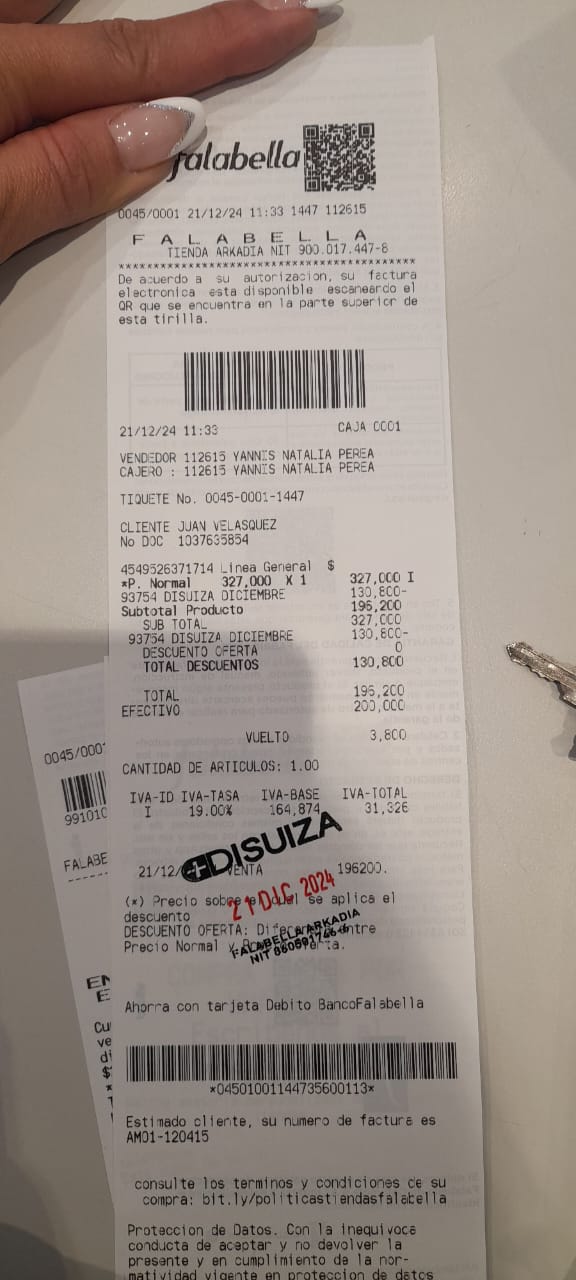 falabella
0045/0001 21/12/24 11:33 1447 112615
F A L A B E L L A
TIENDA ARKADIA NIT 900.017.447-8
****************************************
De acuerdo a su autorizacion, su factura
electronica esta disponible escaneando el
QR que se encuentra en la parte superior de
esta tirilla.
21/12/24 11:33 CAJA 0001
VENDEDOR 112615 YANNIS NATALIA PEREA
CAJERO : 112615 YANNIS NATALIA PEREA
TIQUETE No. 0045-0001-1447
CLIENTE JUAN VELASQUEZ
No DOC 1037635854
4549526371714 Linea General $
*P. Normal 327,000 X 1 327,000 I
93754 DISUIZA DICIEMBRE 130,800-
Subtotal Producto 196,200
SUB TOTAL 327,000
93754 DISUIZA DICIEMBRE 130,800-
DESCUENTO OFERTA 0
TOTAL DESCUENTOS 130,800
TOTAL 196,200
EFECTIVO 200,000
VUELTO 3,800
CANTIDAD DE ARTICULOS: 1.00
IVA-ID IVA-TASA IVA-BASE IVA-TOTAL
I 19.00% 164,874 31,326
DISUIZA
21/12/ VENTA 196200.
(*) Precio sobre el cual se aplica el
21 DIC 2024
descuento
DESCUENTO OFERTA: Diferencia entre
FALABELLA ARKADIA
Precio Normal y
NIT
Ahorra con tarjeta Debito BancoFalabella
*04501001144735600113*
Estimado cliente, su numero de factura es
AM01-120415
consulte los terminos y condiciones de su
compra: bit.ly/politicastiendasfalabella
Proteccion de Datos. Con la inequivoca
conducta de aceptar y no devolver la
presente y en cumplimiento de la nor-
matividad vigente en proteccion de datos
0045/000
99101
FALABE